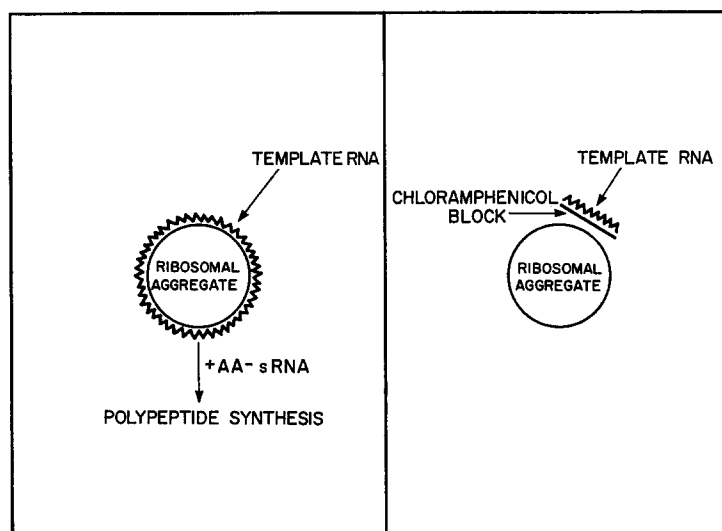 TEMPLATE RNA
RIBOSOMAL
AGGREGATE
+AA-sRNA
POLYPEPTIDE SYNTHESIS
TEMPLATE RNA
CHLORAMPHENICOL
BLOCK
RIBOSOMAL
AGGREGATE